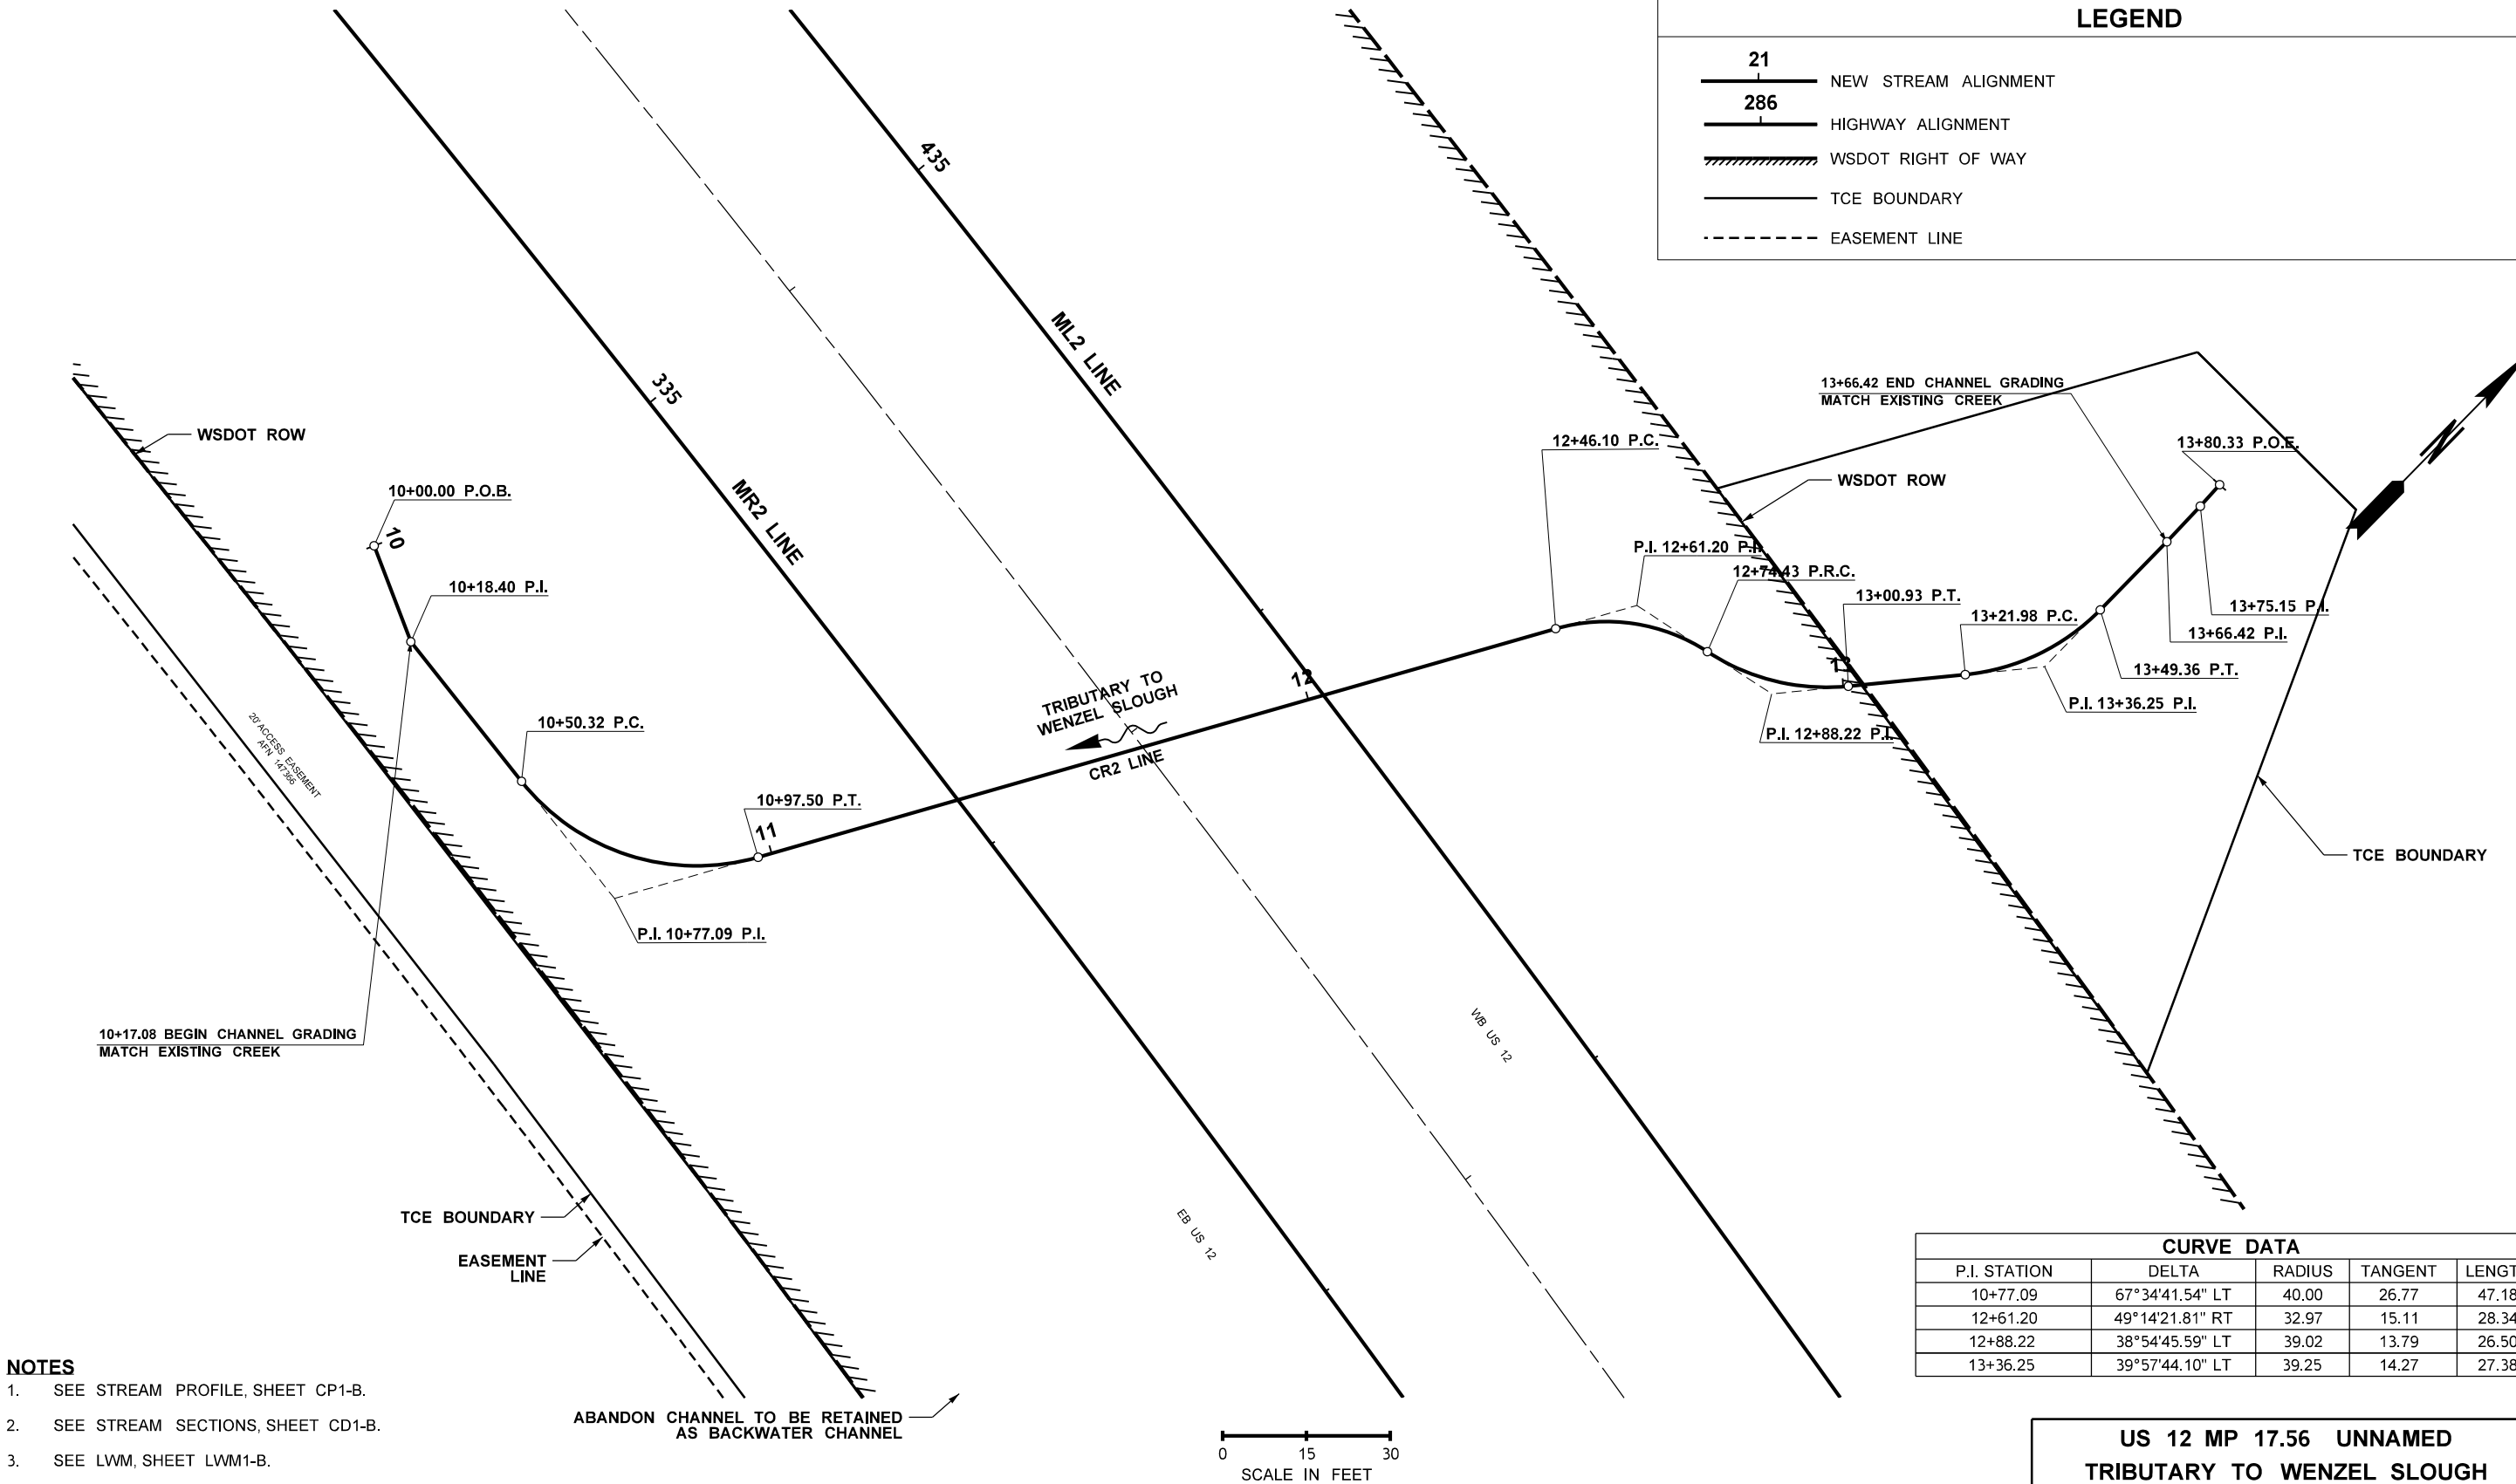 LEGEND
21
NEW STREAM ALIGNMENT
286
HIGHWAY ALIGNMENT
WSDOT RIGHT OF WAY
TCE BOUNDARY
EASEMENT LINE
435
ML2 LINE
335
MR2 LINE
WSDOT ROW
10+00.00 P.O.B.
10
10+18.40 P.I.
10+50.32 P.C.
10+97.50 P.T.
11
P.I. 10+77.09 P.I.
20' ACCESS EASEMENT
AFN 147366
10+17.08 BEGIN CHANNEL GRADING
MATCH EXISTING CREEK
TRIBUTARY TO
WENZEL SLOUGH
CR2 LINE
12
12+46.10 P.C.
P.I. 12+61.20 P.I.
12+74.43 P.R.C.
13+00.93 P.T.
13
P.I. 12+88.22 P.I.
13+21.98 P.C.
13+66.42 END CHANNEL GRADING
MATCH EXISTING CREEK
WSDOT ROW
13+80.33 P.O.E.
N
13+75.15 P.I.
13+66.42 P.I.
13+49.36 P.T.
P.I. 13+36.25 P.I.
TCE BOUNDARY
WB US 12
EB US 12
TCE BOUNDARY
EASEMENT
LINE
ABANDON CHANNEL TO BE RETAINED
AS BACKWATER CHANNEL
NOTES
1. SEE STREAM PROFILE, SHEET CP1-B.
2. SEE STREAM SECTIONS, SHEET CD1-B.
3. SEE LWM, SHEET LWM1-B.
0 15 30
SCALE IN FEET
CURVE DATA
P.I. STATION DELTA RADIUS TANGENT LENGT
10+77.09 67°34'41.54" LT 40.00 26.77 47.18
12+61.20 49°14'21.81" RT 32.97 15.11 28.34
12+88.22 38°54'45.59" LT 39.02 13.79 26.50
13+36.25 39°57'44.10" LT 39.25 14.27 27.38
US 12 MP 17.56 UNNAMED
TRIBUTARY TO WENZEL SLOUGH